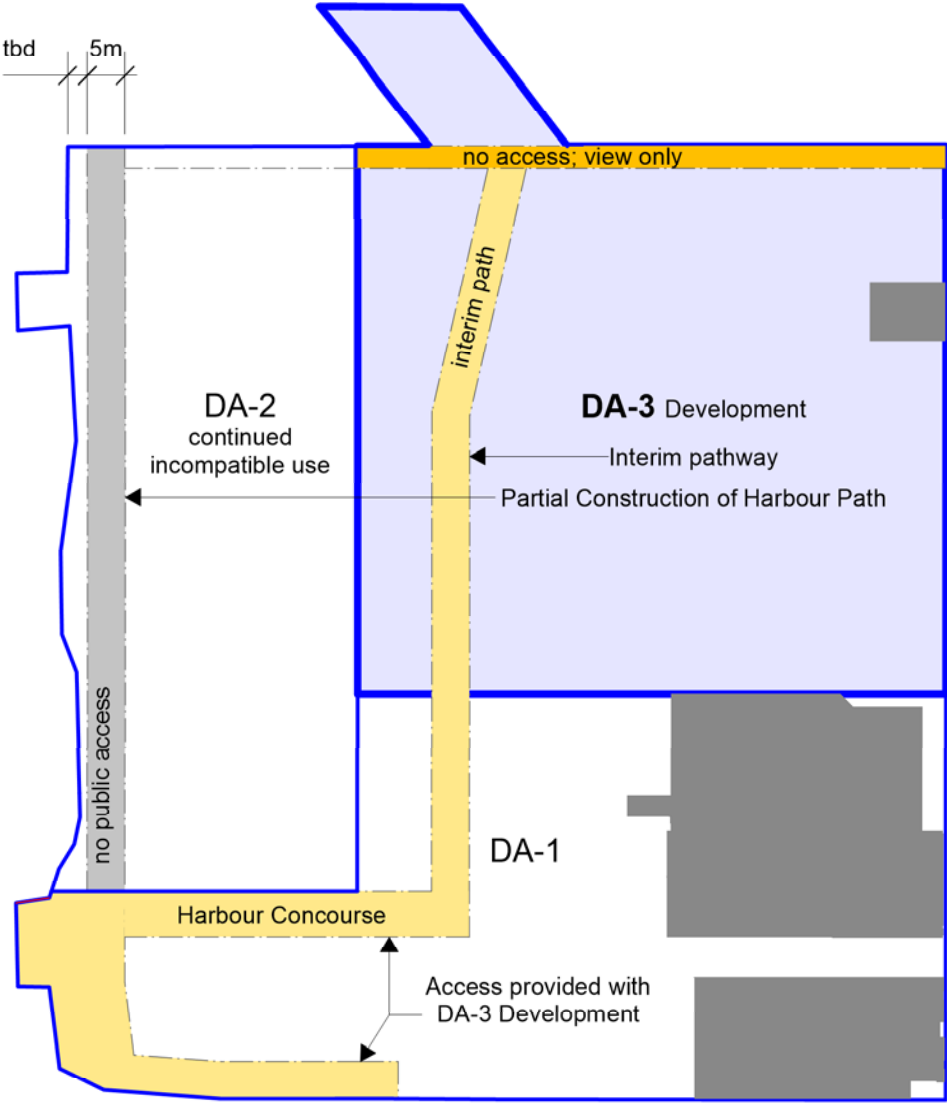 tbd
5m
no access; view only
interim path
DA-2
continued
incompatible use
DA-3 Development
Interim pathway
Partial Construction of Harbour Path
no public access
DA-1
Harbour Concourse
Access provided with
DA-3 Development